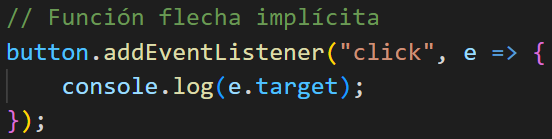 // Función flecha implícita
button.addEventListener("click", e => {
    console.log(e.target);
});